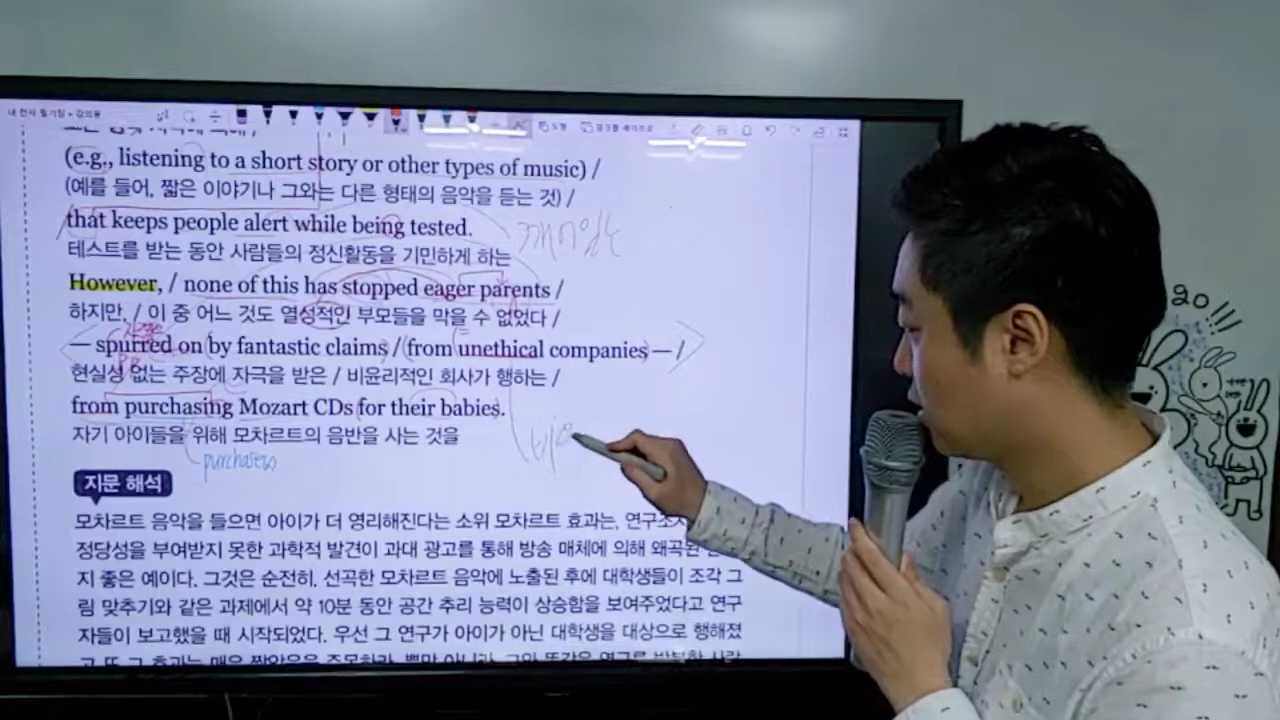 (e.g., listening to a short story or other types of music) /
(예를 들어, 짧은 이야기나 그와는 다른 형태의 음악을 듣는 것) /
that keeps people alert while being tested.
깨어있는
테스트를 받는 동안 사람들의 정신활동을 기민하게 하는
However, / none of this has stopped eager parents /
하지만, / 이 중 어느 것도 열성적인 부모들을 막을 수 없었다 /
— spurred on by fantastic claims / from unethical companies — /
현실성 없는 주장에 자극을 받은 / 비윤리적인 회사가 행하는 /
from purchasing Mozart CDs for their babies.
자기 아이들을 위해 모차르트의 음반을 사는 것을
purchasers
지문 해석
모차르트 음악을 들으면 아이가 더 영리해진다는 소위 모차르트 효과는,
정당성을 부여받지 못한 과학적 발견이 과대 광고를 통해 방송 매체에 의해 왜곡된
지 좋은 예이다. 그것은 순전히, 선곡한 모차르트 음악에 노출된 후에 대학생들이 조각 그
림 맞추기와 같은 과제에서 약 10분 동안 공간 추리 능력이 상승함을 보여주었다고 연구
자들이 보고했을 때 시작되었다. 우선 그 연구가 아이가 아닌 대학생을 대상으로 행해졌
20